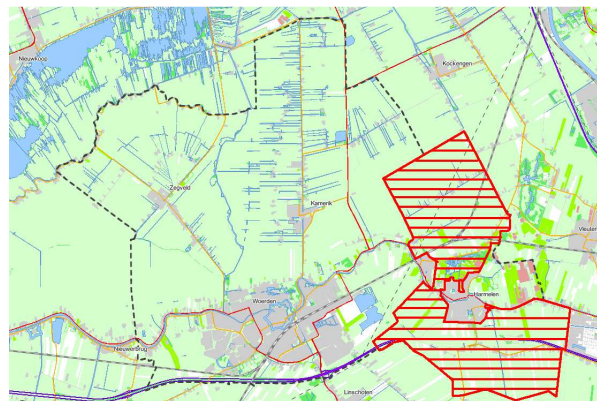 Nieuwkoop
Kockengen
Zegveld
Kamerik
Vleuten
Woerden
Harmelen
Nieuwerbrug
Linschoten